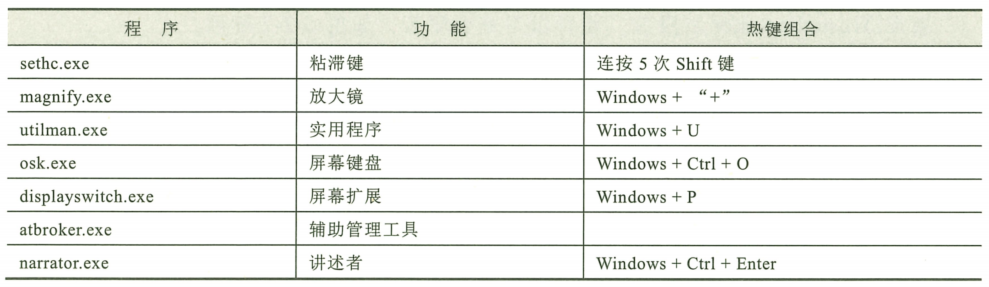 程 序 功 能 热键组合
sethc.exe 粘滞键 连按 5 次 Shift 键
magnify.exe 放大镜 Windows + “+”
utilman.exe 实用程序 Windows + U
osk.exe 屏幕键盘 Windows + Ctrl + O
displayswitch.exe 屏幕扩展 Windows + P
atbroker.exe 辅助管理工具
narrator.exe 讲述者 Windows + Ctrl + Enter